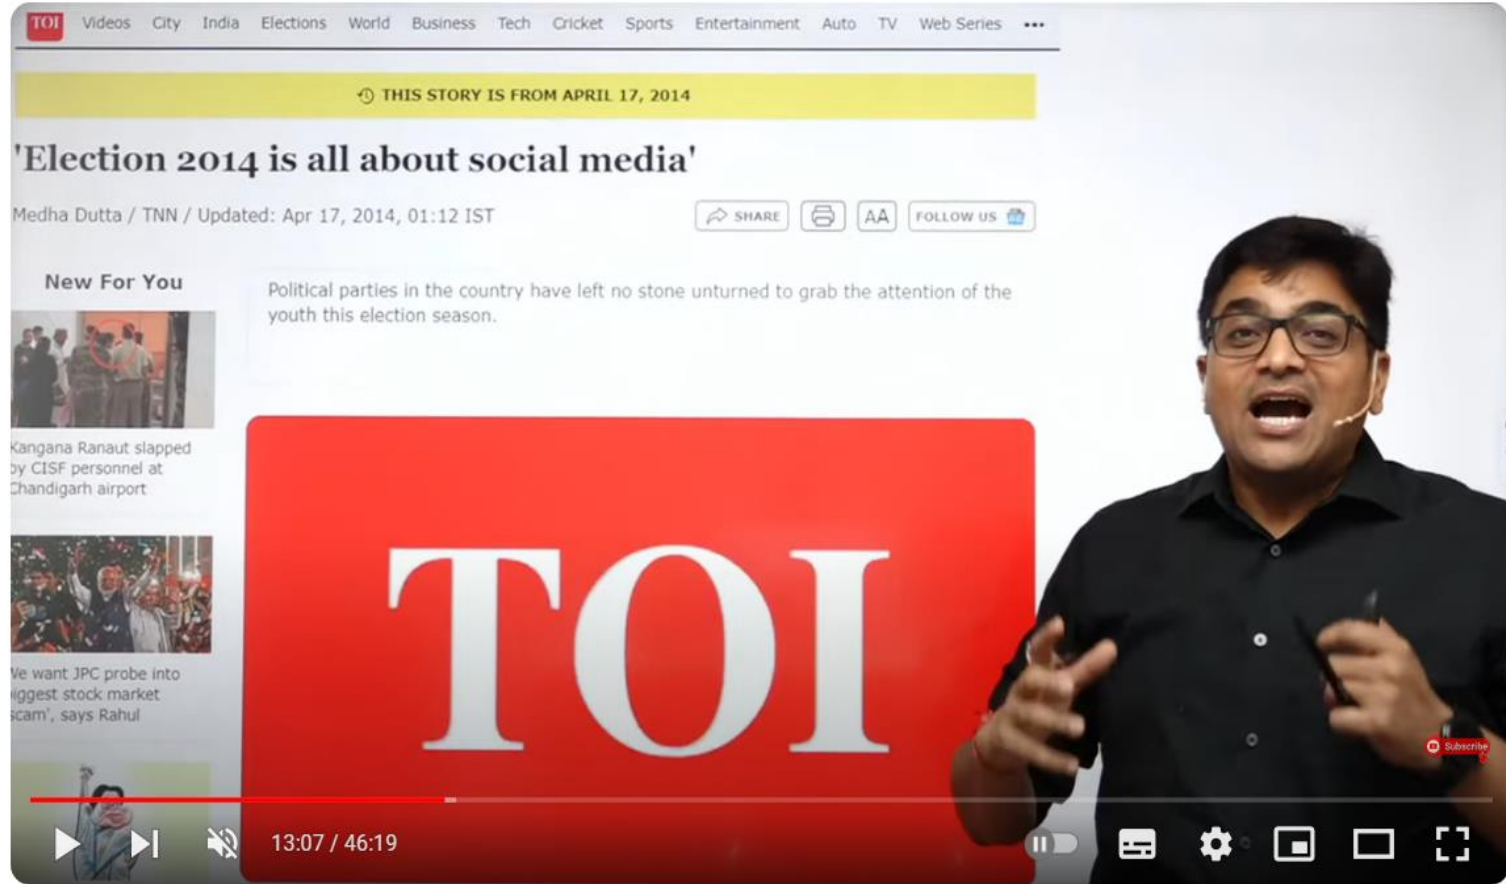 TOI Videos City India Elections World Business Tech Cricket Sports Entertainment Auto TV Web Series
THIS STORY IS FROM APRIL 17, 2014
'Election 2014 is all about social media'
Medha Dutta / TNN / Updated: Apr 17, 2014, 01:12 IST
SHARE
AA
FOLLOW US
New For You
Kangana Ranaut slapped
by CISF personnel at
Chandigarh airport
We want JPC probe into
iggest stock market
scam', says Rahul
Political parties in the country have left no stone unturned to grab the attention of the
youth this election season.
TOI
Subscribe
13:07 / 46:19